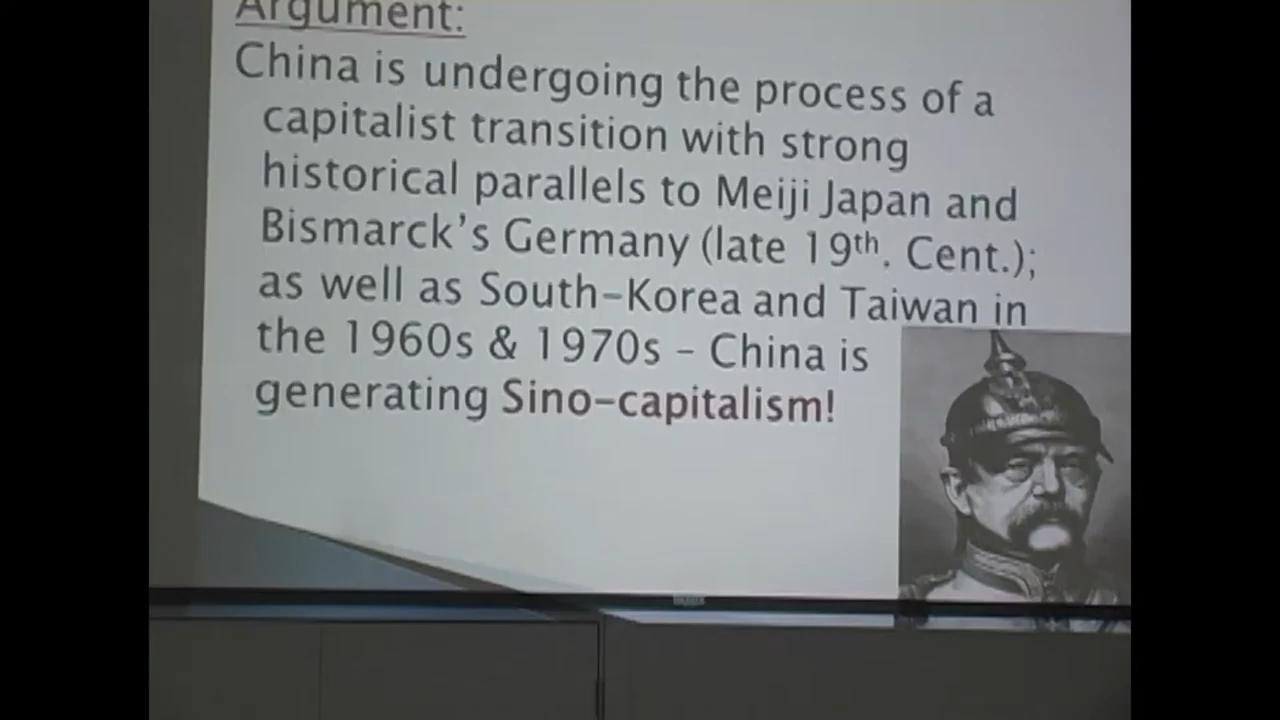 Argument:
China is undergoing the process of a
capitalist transition with strong
historical parallels to Meiji Japan and
Bismarck's Germany (late 19th. Cent.);
as well as South-Korea and Taiwan in
the 1960s & 1970s – China is
generating Sino-capitalism!